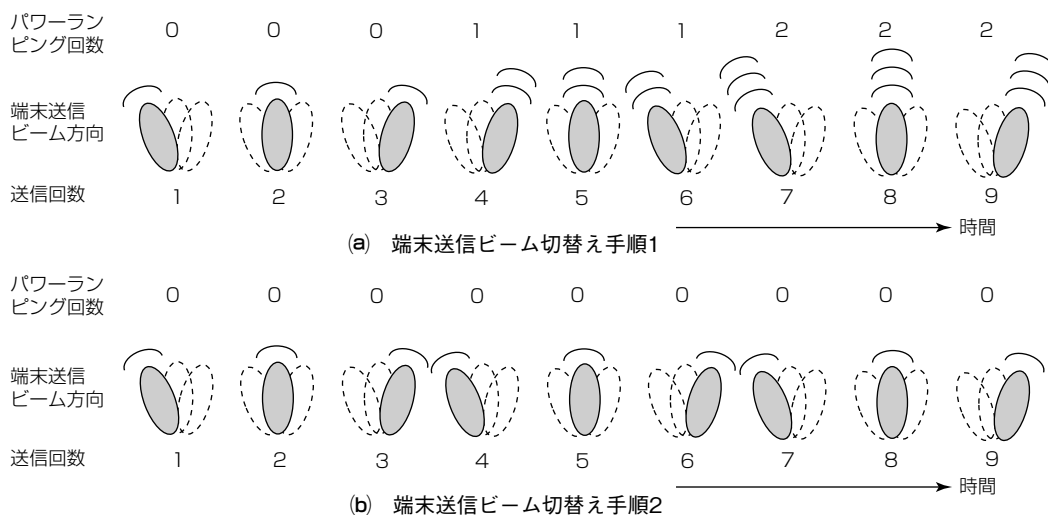 パワーラン
ピング回数
0 0 0 1 1 1 2 2 2
端末送信
ビーム方向
送信回数
1 2 3 4 5 6 7 8 9
時間
(a) 端末送信ビーム切替え手順1
パワーラン
ピング回数
0 0 0 0 0 0 0 0 0
端末送信
ビーム方向
送信回数
1 2 3 4 5 6 7 8 9
時間
(b) 端末送信ビーム切替え手順2